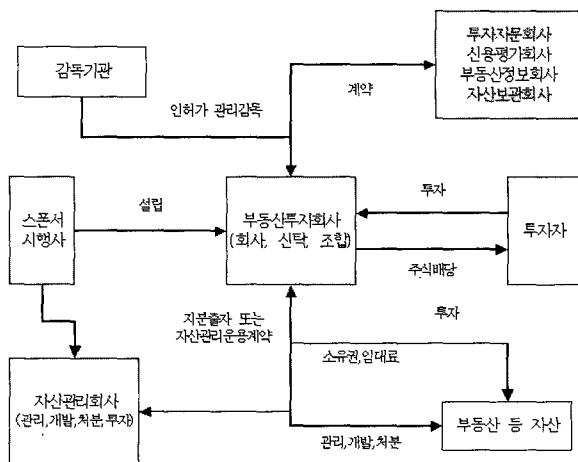 감독기관
투자자문회사
신용평가회사
부동산정보회사
자산보관회사
인허가 관리감독
계약
스폰서
시행사
설립
부동산투자회사
(회사, 신탁, 조합)
투자
투자자
주식배당
지분출자 또는
자산관리운용계약
투자
소유권,임대료
자산관리회사
(관리,개발,처분,투자)
부동산 등 자산
관리,개발,처분